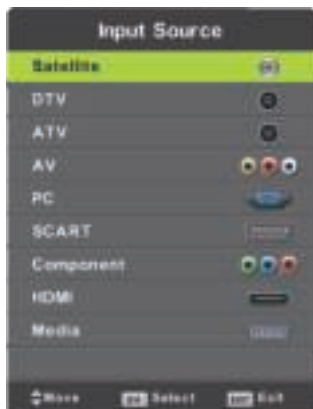 Input Source
Satellite
DTV
ATV
AV
PC
SCART
Component
HDMI
Media
Move Select Exit